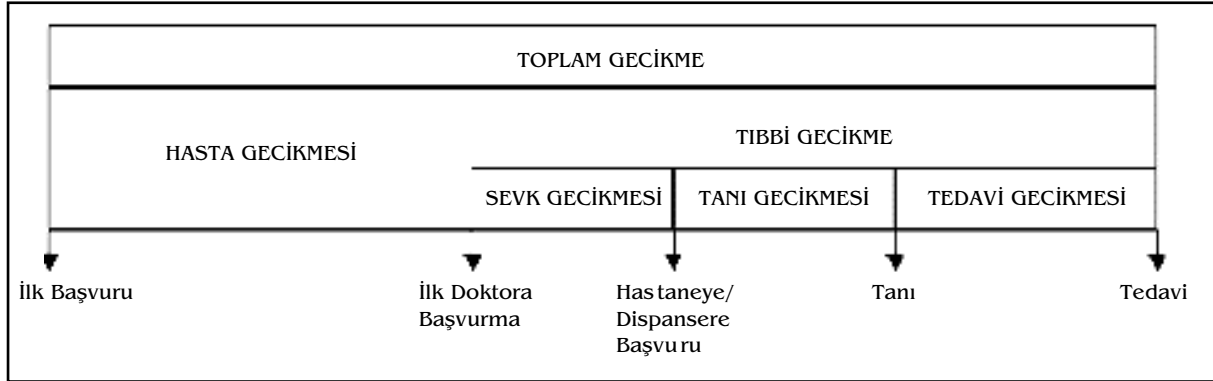 TOPLAM GECİKME
HASTA GECİKMESİ
TIBBİ GECİKME
SEVK GECİKMESİ
TANI GECİKMESİ
TEDAVİ GECİKMESİ
İlk Başvuru
İlk Doktora
Başvurma
Hastaneye/
Dispansere
Başvuru
Tanı
Tedavi